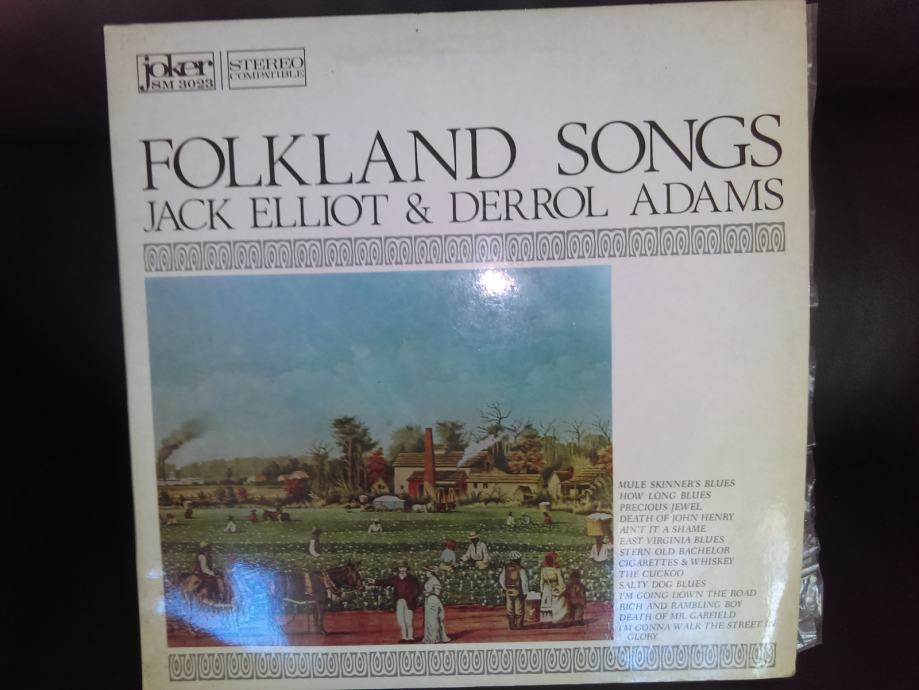 joker
SM 3023
STEREO
COMPATIBLE
FOLKLAND SONGS
JACK ELLIOT & DERROL ADAMS
MULE SKINNER'S BLUES
HOW LONG BLUES
PRECIOUS JEWEL
DEATH OF JOHN HENRY
AIN'T IT A SHAME
EAST VIRGINIA BLUES
STERN OLD BACHELOR
CIGARETTES & WHISKEY
THE CUCKOO
SALTY DOG BLUES
I'M GOING DOWN THE ROAD
RICH AND RAMBLING BOY
DEATH OF MR. GARFIELD
I'M GONNA WALK THE STREET IN
GLORY